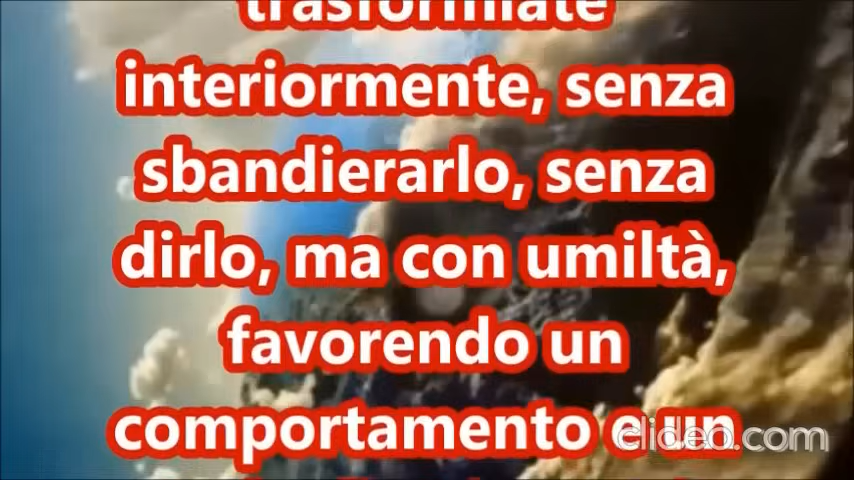 trasformate
interiormente, senza
sbandierarlo, senza
dirlo, ma con umiltà,
favorendo un
comportamento e un
clideo.com